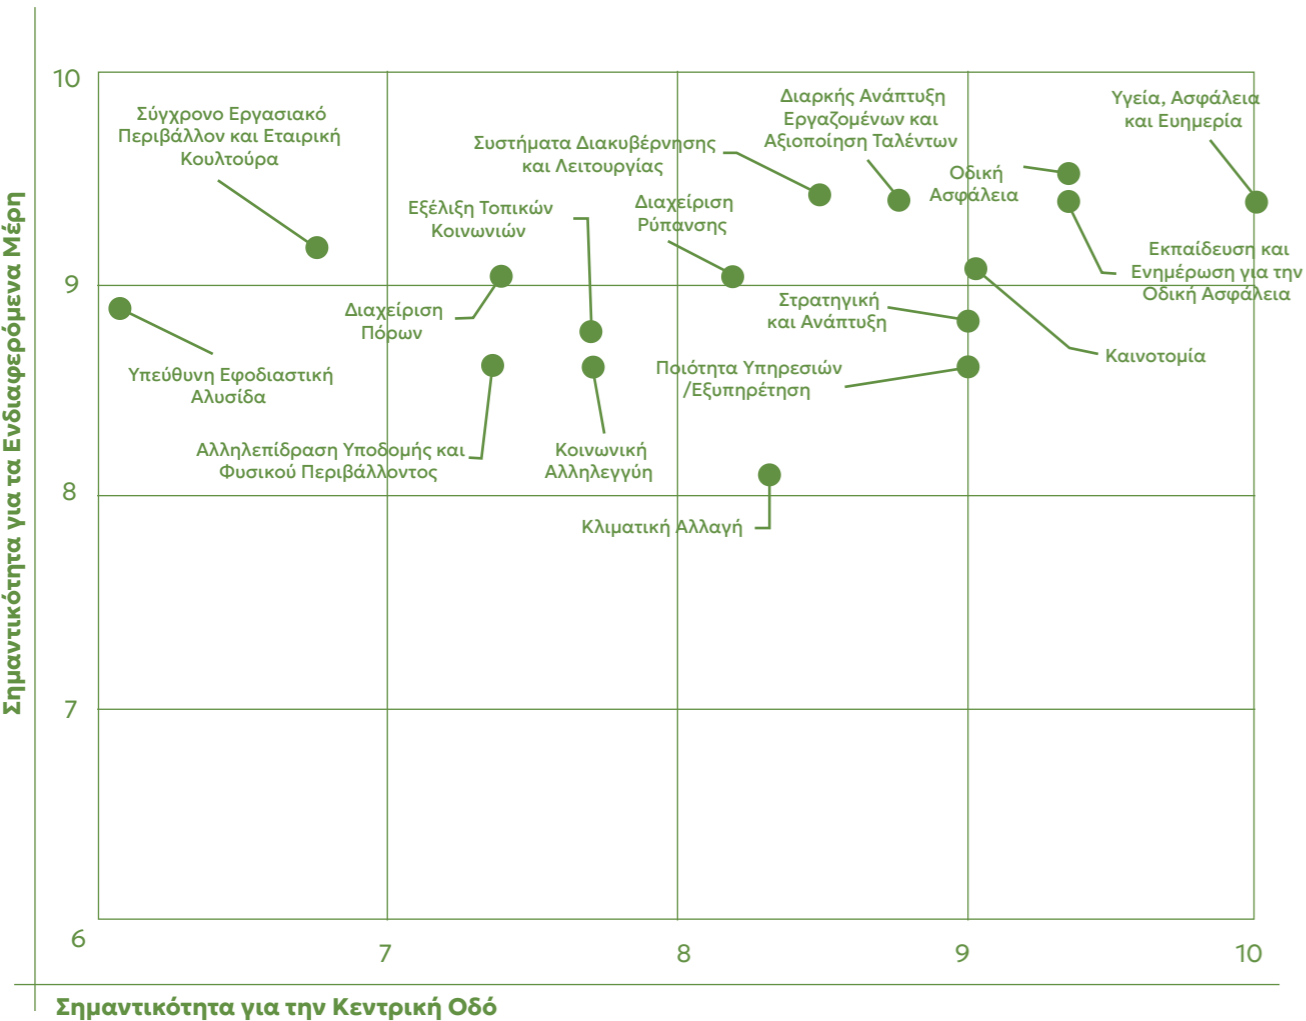 Σημαντικότητα για τα Ενδιαφερόμενα Μέρη
10
Σύγχρονο Εργασιακό
Περιβάλλον και Εταιρική
Κουλτούρα
Συστήματα Διακυβέρνησης
και Λειτουργίας
Διαρκής Ανάπτυξη
Εργαζομένων και
Αξιοποίηση Ταλέντων
Υγεία, Ασφάλεια
και Ευημερία
Οδική
Ασφάλεια
Εξέλιξη Τοπικών
Κοινωνιών
Διαχείριση
Ρύπανσης
Εκπαίδευση και
Ενημέρωση για την
Οδική Ασφάλεια
9
Διαχείριση
Πόρων
Στρατηγική
και Ανάπτυξη
Καινοτομία
Υπεύθυνη Εφοδιαστική
Αλυσίδα
Ποιότητα Υπηρεσιών
/Εξυπηρέτηση
Αλληλεπίδραση Υποδομής και
Φυσικού Περιβάλλοντος
Κοινωνική
Αλληλεγγύη
8
Κλιματική Αλλαγή
7
6
7
8
9
10
Σημαντικότητα για την Κεντρική Οδό